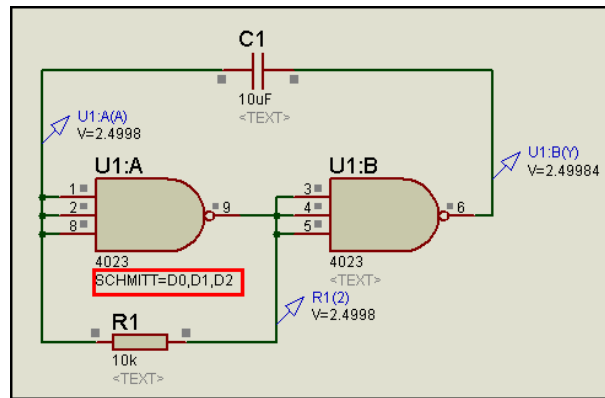 C1
10uF
<TEXT>
U1:A(A)
V=2.4998
U1:B(Y)
V=2.49984
U1:A
U1:B
1
2
8
9
3
4
5
6
4023
SCHMITT=D0,D1,D2
4023
<TEXT>
R1(2)
V=2.4998
R1
10k
<TEXT>